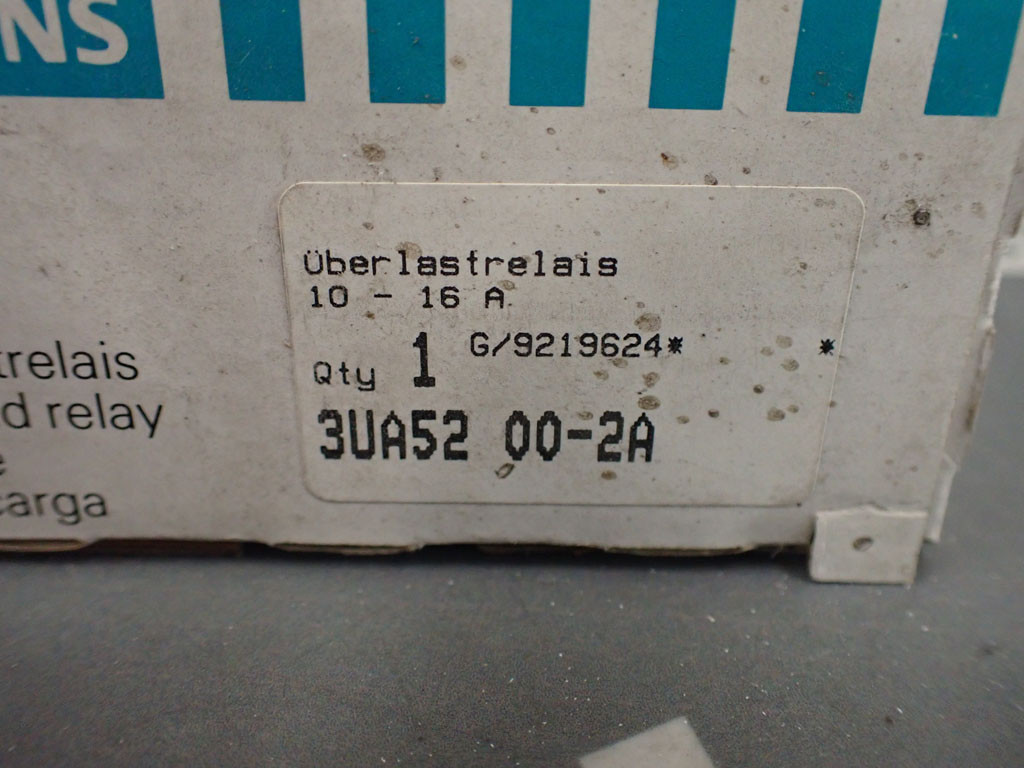 NS
Überlastrelais
10 - 16 A
G/9219624* *
Qty 1
3UA52 00-2A
trelais
d relay
e
carga